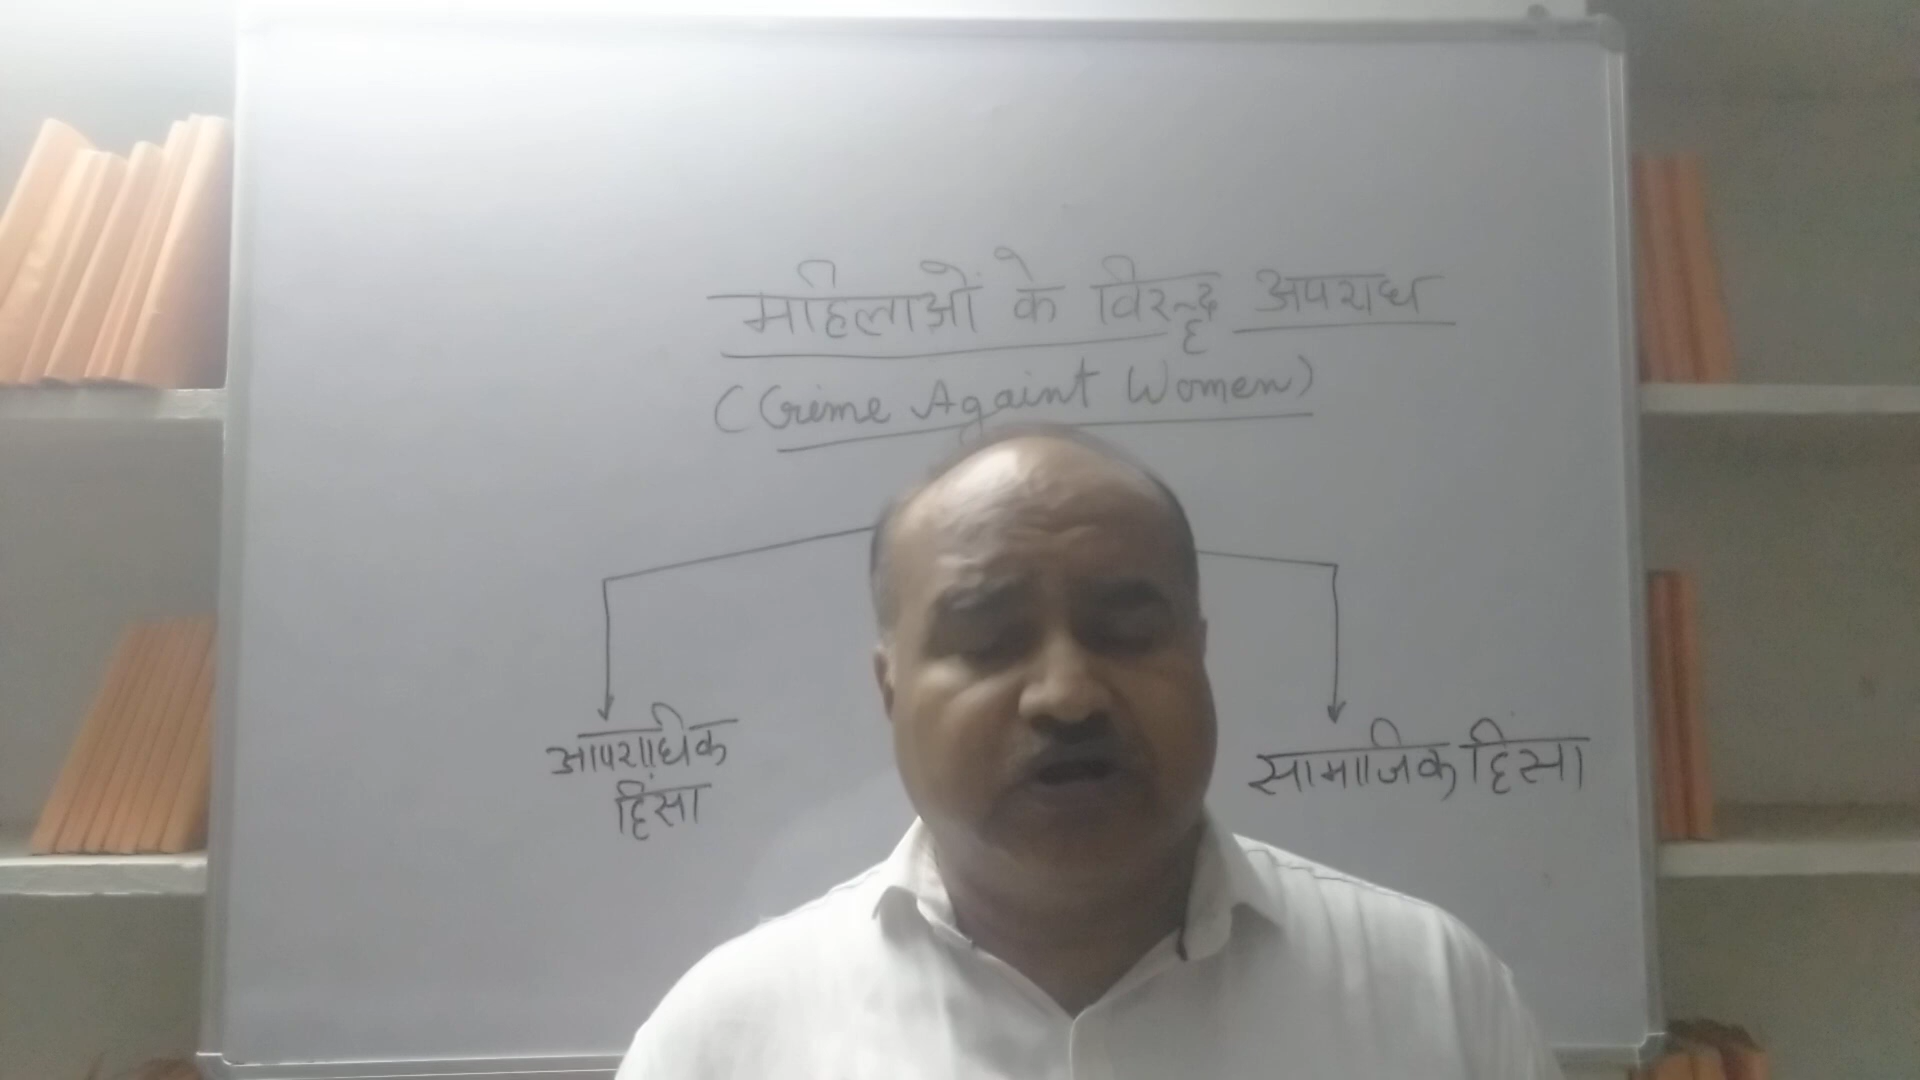 महिलाओं के विरुद्ध अपराध
(Crime Againt Women)
आपराधिक
हिंसा
सामाजिक हिंसा